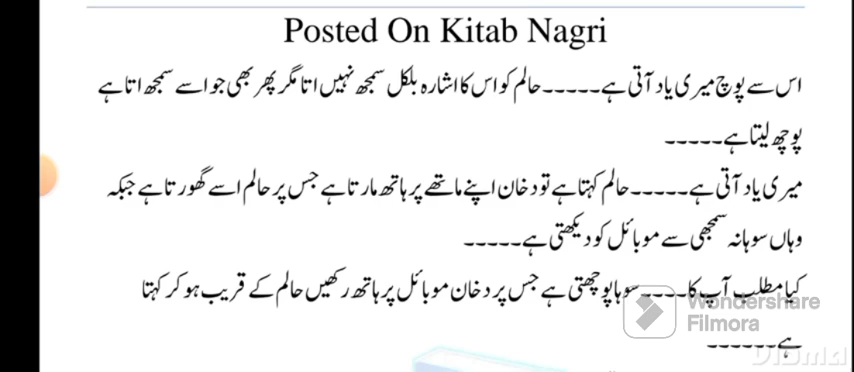 Posted On Kitab Nagri
اس سے پوچ میری یاد آتی ہے۔۔۔۔۔ حالم کو اس کا اشارہ بلکل سمجھ نہیں اتا مگر پھر بھی جو اسے سمجھ اتا ہے
پوچھ لیتا ہے۔۔۔۔۔
میری یاد آتی ہے۔۔۔۔۔ حالم کہتا ہے تو دخان اپنے ماتھے پر ہاتھ مارتا ہے جس پر حالم اسے گھورتا ہے جبکہ
وہاں سوہا نہ سمجھی سے موبائل کو دیکھتی ہے۔۔۔۔۔
کیا مطلب آپ کا۔۔۔۔ سوہا پوچھتی ہے جس پر دخان موبائل پر ہاتھ رکھیں حالم کے قریب ہو کر کہتا
ہے۔۔۔۔۔۔
Wondershare
Filmora